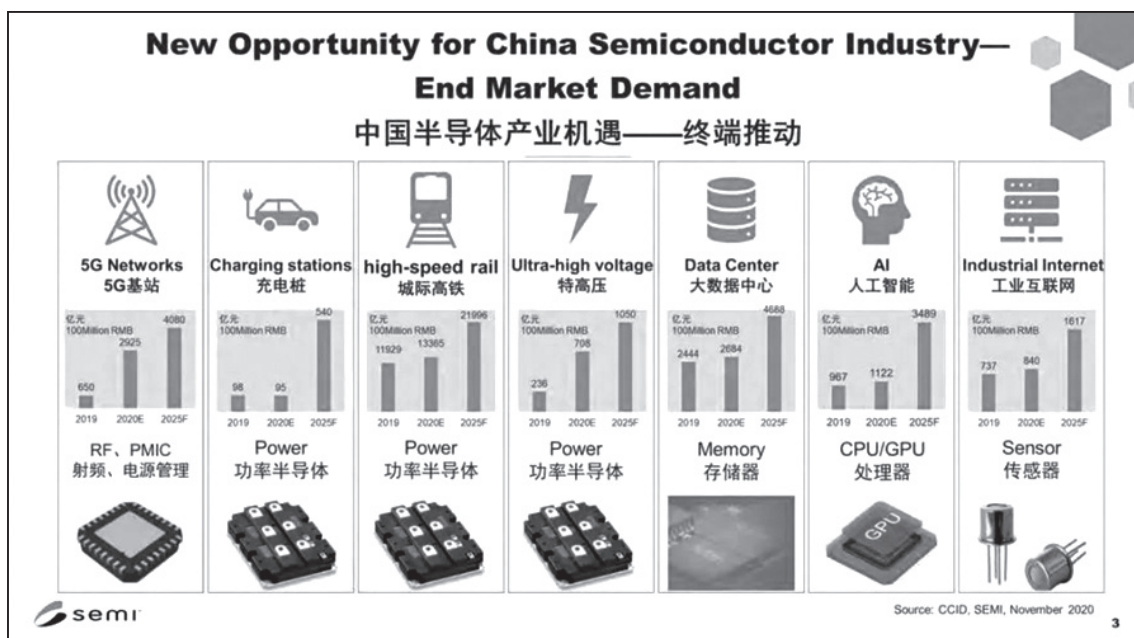 New Opportunity for China Semiconductor Industry—
End Market Demand
中国半导体产业机遇——终端推动
5G Networks
5G基站
亿元
100Million RMB
4080
2925
650
2019 2020E 2025F
RF、PMIC
射频、电源管理
Charging stations
充电桩
亿元
100Million RMB
540
98
95
2019 2020E 2025F
Power
功率半导体
high-speed rail
城际高铁
亿元
100Million RMB
21996
11929
13365
2019 2020E 2025F
Power
功率半导体
Ultra-high voltage
特高压
亿元
100Million RMB
1050
708
236
2019 2020E 2025F
Power
功率半导体
Data Center
大数据中心
亿元
100Million RMB
4688
2444
2684
2019 2020E 2025F
Memory
存储器
AI
人工智能
亿元
100Million RMB
3489
967
1122
2019 2020E 2025F
CPU/GPU
处理器
GPU
Industrial Internet
工业互联网
亿元
100Million RMB
1617
737
840
2019 2020E 2025F
Sensor
传感器
semi
Source: CCID, SEMI, November 2020
3